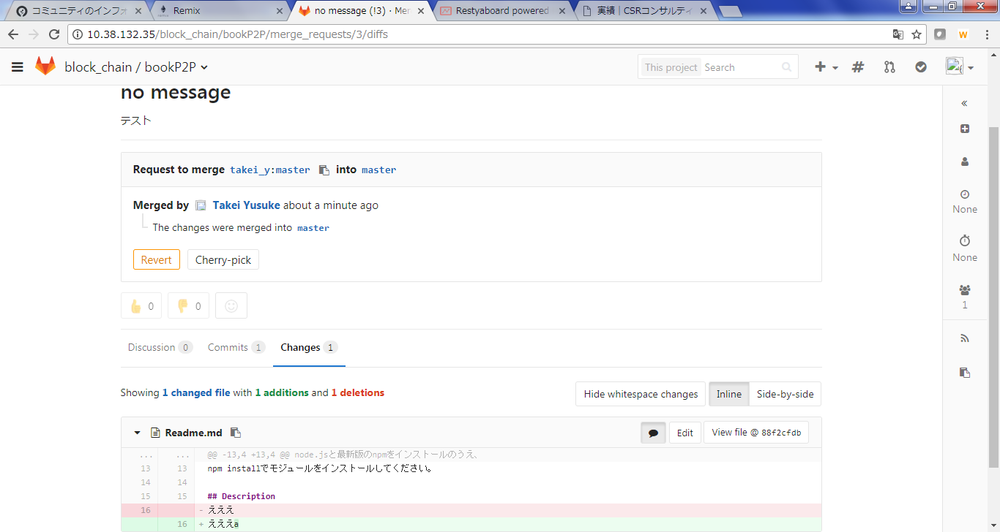 コミュニティのインフォ
Remix
no message (!3) · Mer
Restyaboard powered
実績 | CSRコンサルティ
10.38.132.35/block_chain/bookP2P/merge_requests/3/diffs
W
block_chain / bookP2P
This project Search
no message
テスト
Request to merge takei_y:master into master
Merged by Takei Yusuke about a minute ago
The changes were merged into master
Revert Cherry-pick
0 0
Discussion 0 Commits 1 Changes 1
Showing 1 changed file with 1 additions and 1 deletions
Hide whitespace changes Inline Side-by-side
Readme.md
Edit View file @ 88f2cfdb
... ... @@ -13,4 +13,4 @@ node.jsと最新版のnpmをインストールのうえ、
13 13 npm installでモジュールをインストールしてください。
14 14
15 15 ## Description
16 - えええ
16 + えええa
None
None
1